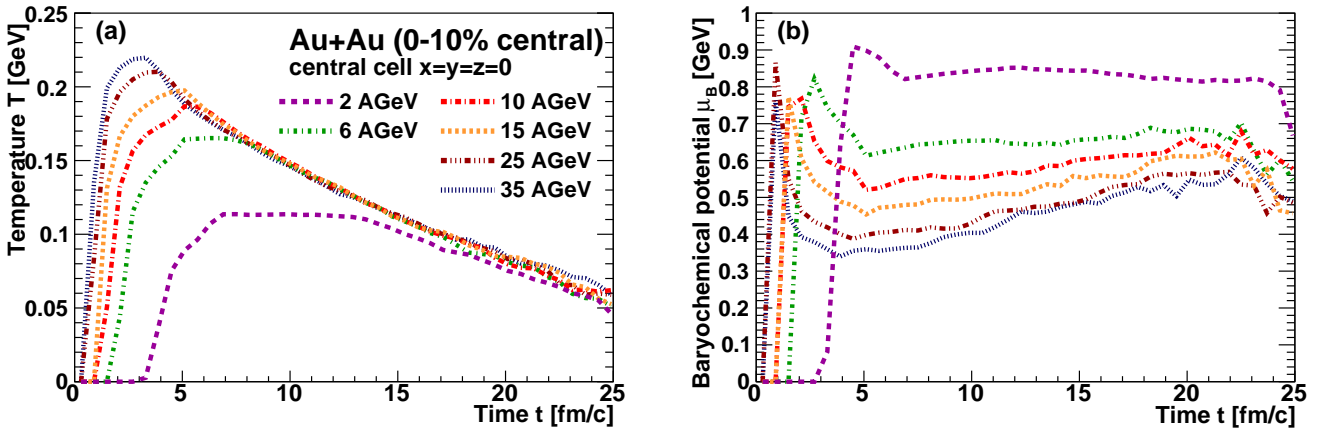 (a)
Au+Au (0-10% central)
central cell x=y=z=0
2 AGeV
6 AGeV
10 AGeV
15 AGeV
25 AGeV
35 AGeV
Temperature T [GeV]
0.25
0.2
0.15
0.1
0.05
0
0 5 10 15 20 25
Time t [fm/c]
(b)
Baryochemical potential μB [GeV]
1
0.9
0.8
0.7
0.6
0.5
0.4
0.3
0.2
0.1
0
0 5 10 15 20 25
Time t [fm/c]